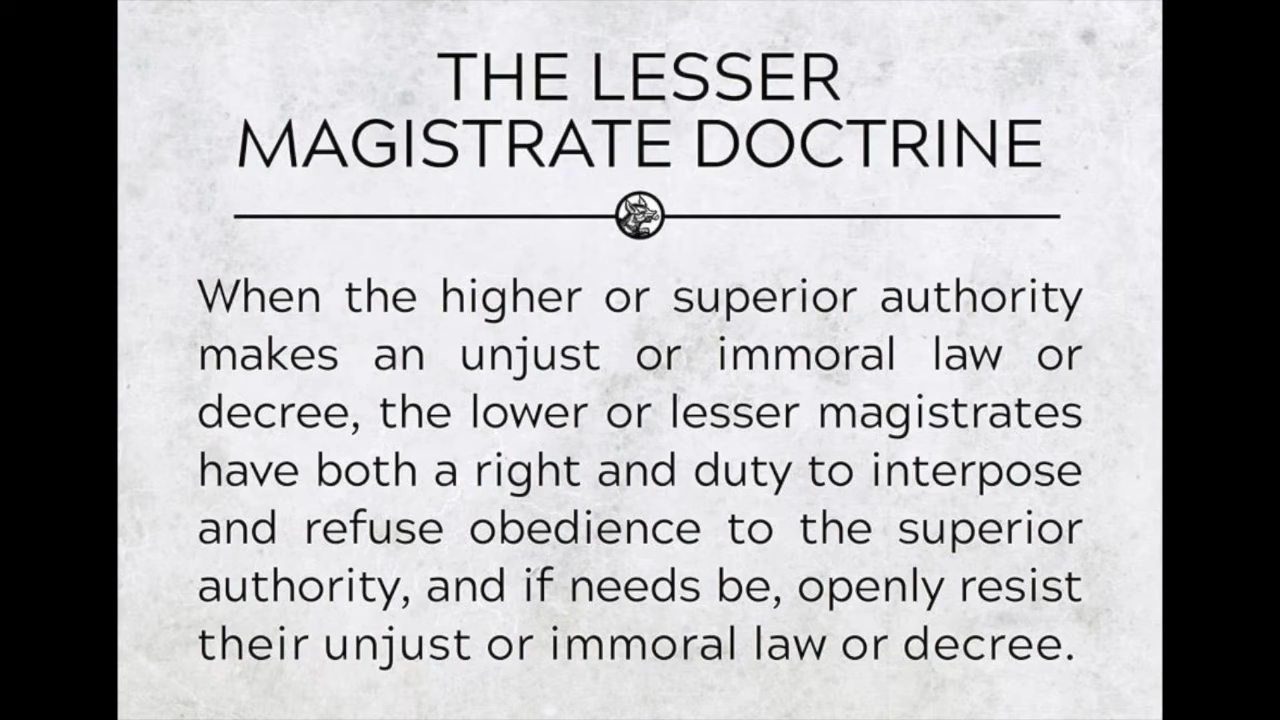 THE LESSER
MAGISTRATE DOCTRINE
When the higher or superior authority
makes an unjust or immoral law or
decree, the lower or lesser magistrates
have both a right and duty to interpose
and refuse obedience to the superior
authority, and if needs be, openly resist
their unjust or immoral law or decree.